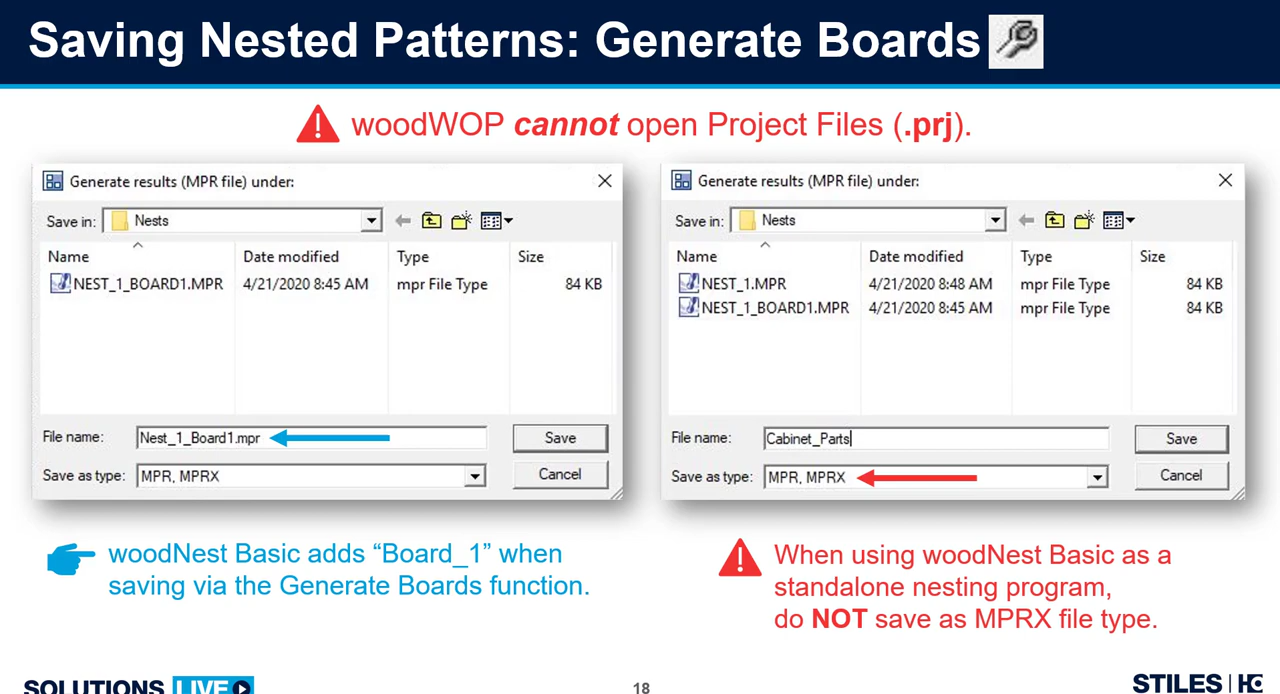 Saving Nested Patterns: Generate Boards
woodWOP cannot open Project Files (.prj).
Generate results (MPR file) under:
Save in: Nests
Name Date modified Type Size
NEST_1_BOARD1.MPR 4/21/2020 8:45 AM mpr File Type 84 KB
File name: Nest_1_Board1.mpr Save
Save as type: MPR, MPRX Cancel
woodNest Basic adds “Board_1” when
saving via the Generate Boards function.
Generate results (MPR file) under:
Save in: Nests
Name Date modified Type Size
NEST_1.MPR 4/21/2020 8:48 AM mpr File Type 84 KB
NEST_1_BOARD1.MPR 4/21/2020 8:45 AM mpr File Type 84 KB
File name: Cabinet_Parts Save
Save as type: MPR, MPRX Cancel
When using woodNest Basic as a
standalone nesting program,
do NOT save as MPRX file type.
SOLUTIONS LIVE
18
STILES